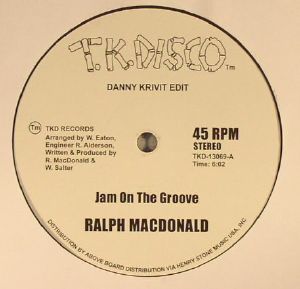 T.K.DISCO TM
DANNY KRIVIT EDIT
TM
TKD RECORDS
Arranged by W. Eaton,
Engineer R. Alderson,
Written & Produced by
R. MacDonald &
W. Salter
45 RPM
STEREO
TKD-13069-A
Time: 6:02
Jam On The Groove
RALPH MACDONALD
DISTRIBUTION BY ABOVE BOARD DISTRIBUTION VIA HENRY STONE MUSIC USA, INC